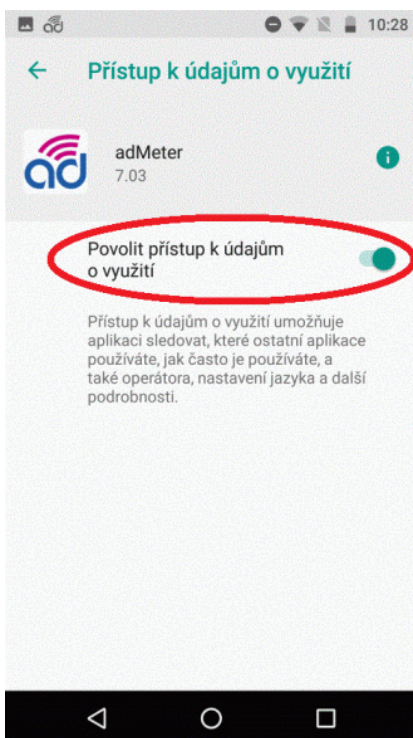 10:28
Přístup k údajům o využití
ad
adMeter
7.03
Povolit přístup k údajům
o využití
Přístup k údajům o využití umožňuje
aplikaci sledovat, které ostatní aplikace
používáte, jak často je používáte, a
také operátora, nastavení jazyka a další
podrobnosti.